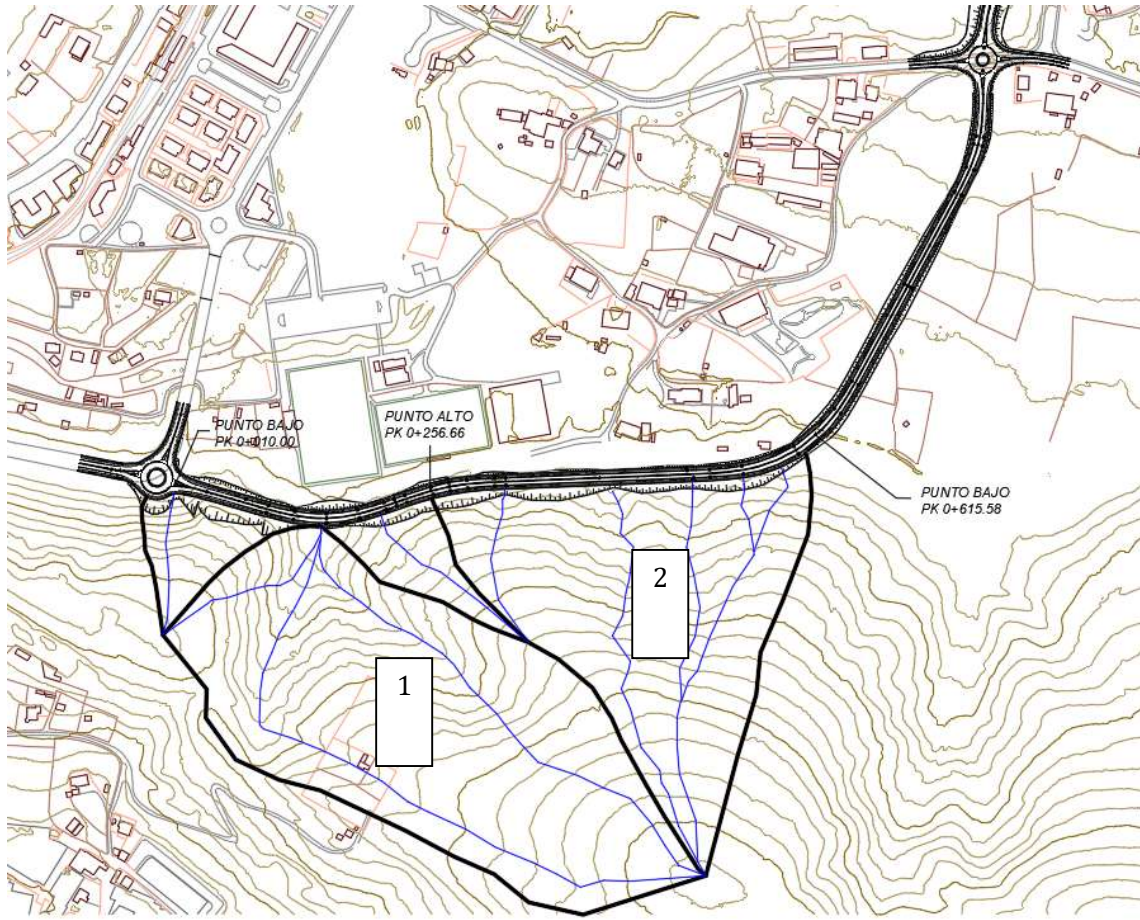 PUNTO BAJO
PK 0+010.00
PUNTO ALTO
PK 0+256.66
PUNTO BAJO
PK 0+615.58
2
1